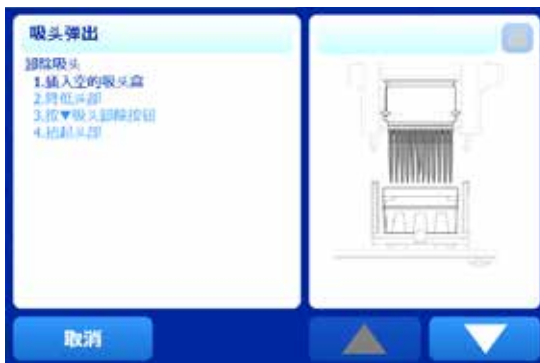 吸头弹出
卸除吸头
1.插入空的吸头盒
2.降低头部
3.按▼吸头卸除按钮
4.抬起头部
取消